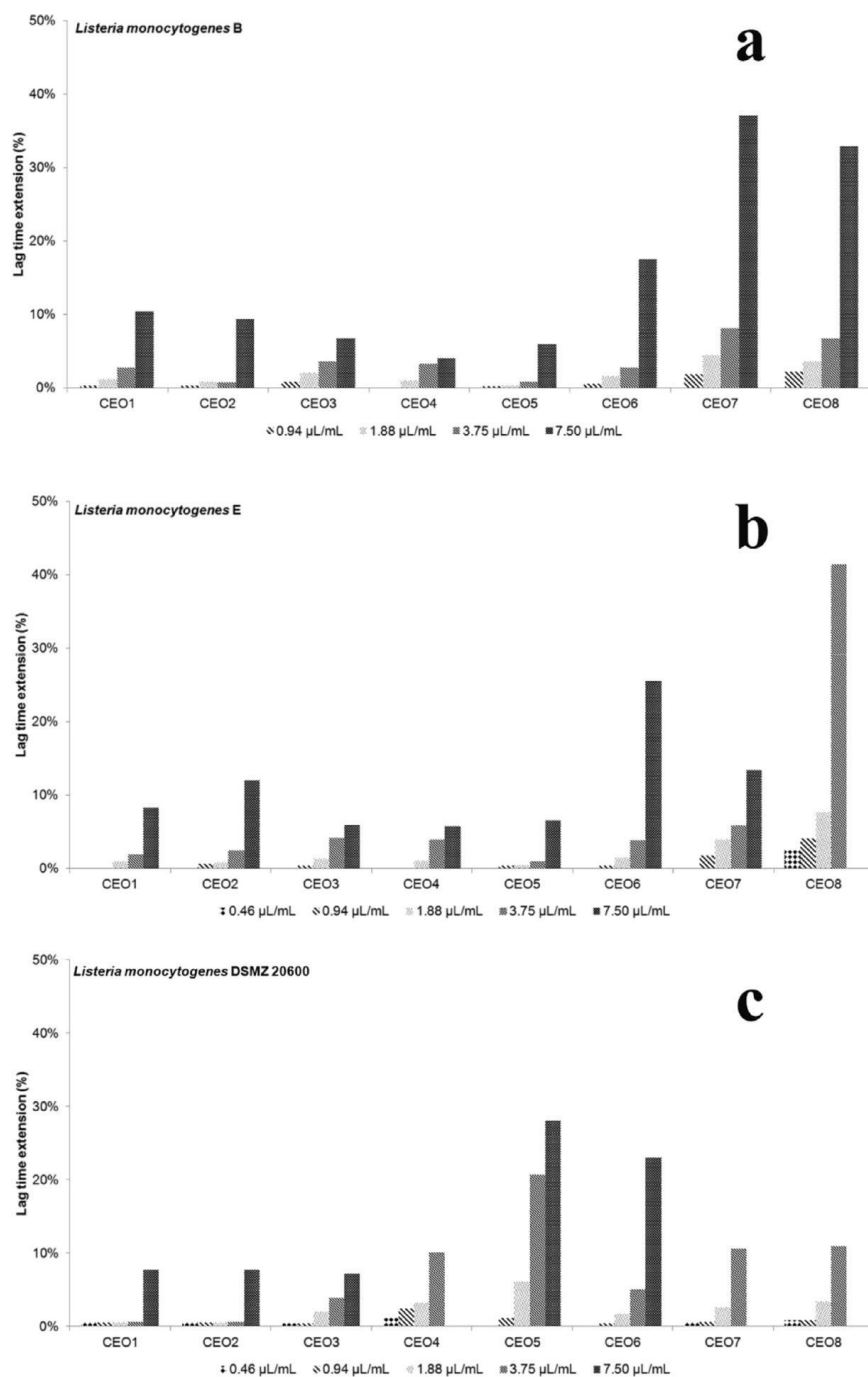 Listeria monocytogenes B
a
50%
40%
30%
20%
10%
0%
Lag time extension (%)
CEO1 CEO2 CEO3 CEO4 CEO5 CEO6 CEO7 CEO8
0.94 µL/mL 1.88 µL/mL 3.75 µL/mL 7.50 µL/mL
Listeria monocytogenes E
b
50%
40%
30%
20%
10%
0%
Lag time extension (%)
CEO1 CEO2 CEO3 CEO4 CEO5 CEO6 CEO7 CEO8
0.46 µL/mL 0.94 µL/mL 1.88 µL/mL 3.75 µL/mL 7.50 µL/mL
Listeria monocytogenes DSMZ 20600
c
50%
40%
30%
20%
10%
0%
Lag time extension (%)
CEO1 CEO2 CEO3 CEO4 CEO5 CEO6 CEO7 CEO8
0.46 µL/mL 0.94 µL/mL 1.88 µL/mL 3.75 µL/mL 7.50 µL/mL